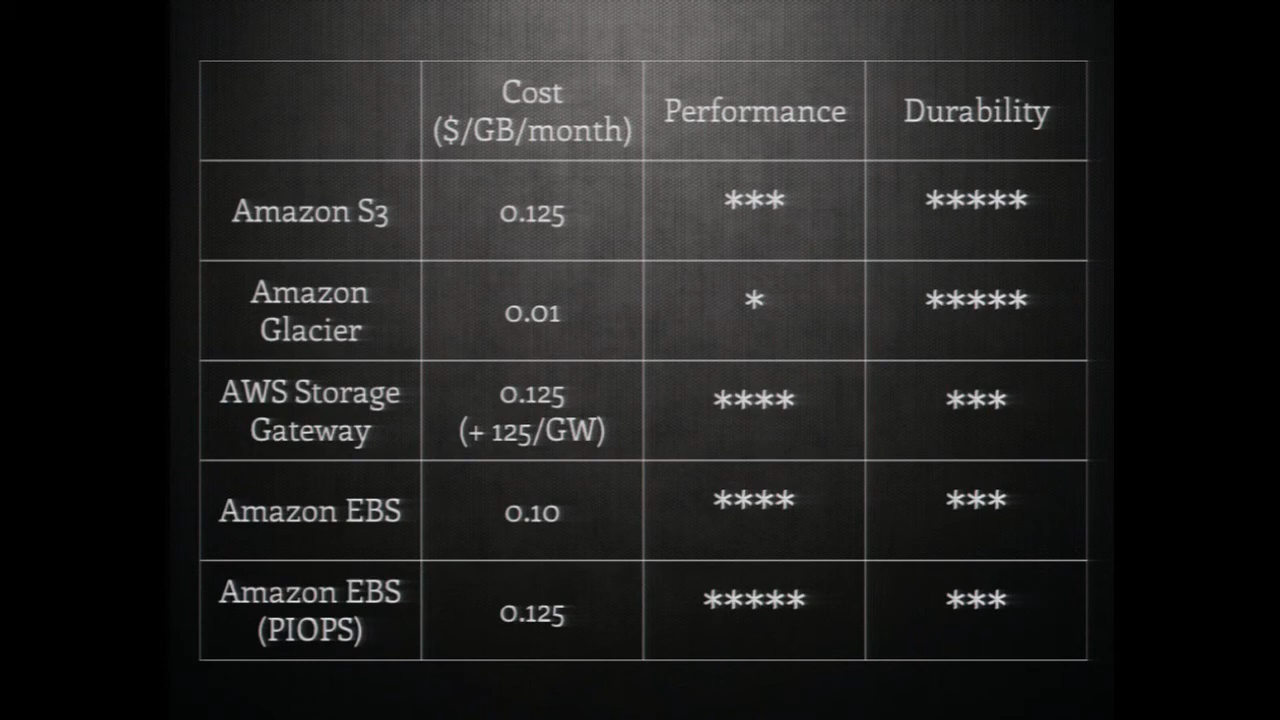 Cost
($/GB/month)
Performance
Durability
Amazon S3
0.125
***
*****
Amazon
Glacier
0.01
*
*****
AWS Storage
Gateway
0.125
(+ 125/GW)
****
***
Amazon EBS
0.10
****
***
Amazon EBS
(PIOPS)
0.125
*****
***